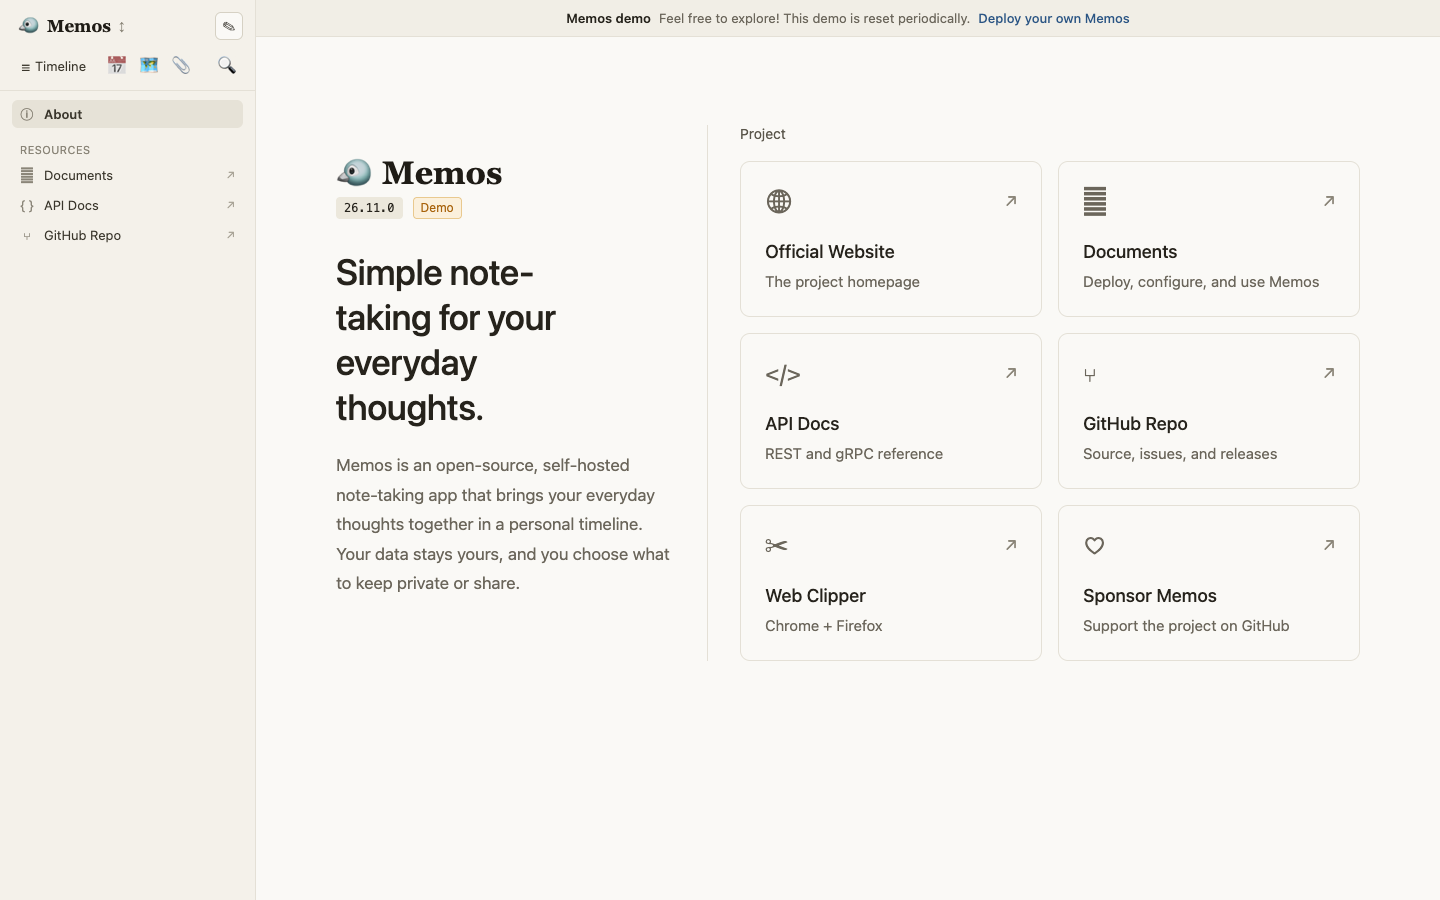 Memos
Timeline
About
RESOURCES
Documents
API Docs
GitHub Repo
Memos demo Feel free to explore! This demo is reset periodically. Deploy your own Memos
Memos
26.11.0 Demo
Simple note-
taking for your
everyday
thoughts.
Memos is an open-source, self-hosted
note-taking app that brings your everyday
thoughts together in a personal timeline.
Your data stays yours, and you choose what
to keep private or share.
Project
Official Website
The project homepage
Documents
Deploy, configure, and use Memos
</>
API Docs
REST and gRPC reference
GitHub Repo
Source, issues, and releases
Web Clipper
Chrome + Firefox
Sponsor Memos
Support the project on GitHub